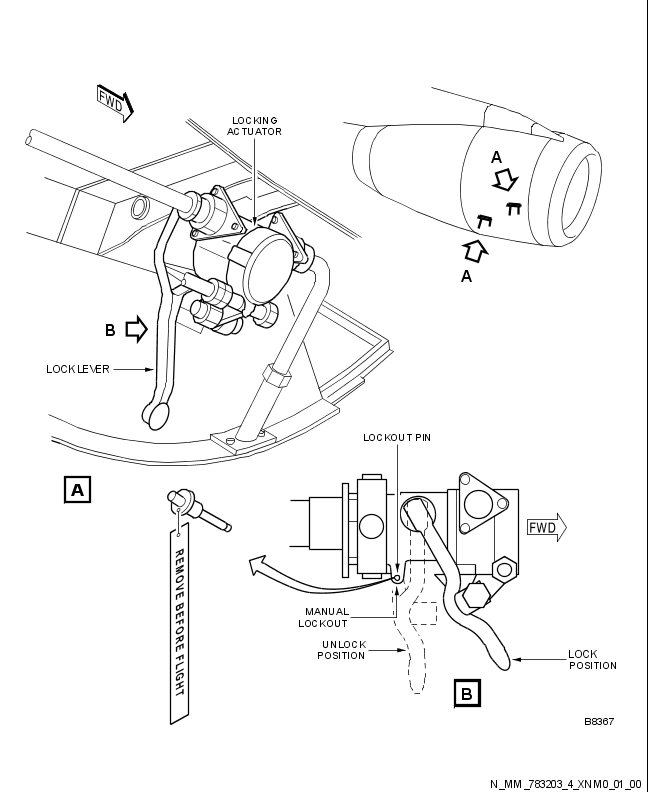 FWD
LOCKING
ACTUATOR
A
A
B
LOCK LEVER
A
LOCKOUT PIN
REMOVE BEFORE FLIGHT
FWD
MANUAL
LOCKOUT
UNLOCK
POSITION
LOCK
POSITION
B
B8367
N_MM_783203_4_XNM0_01_00